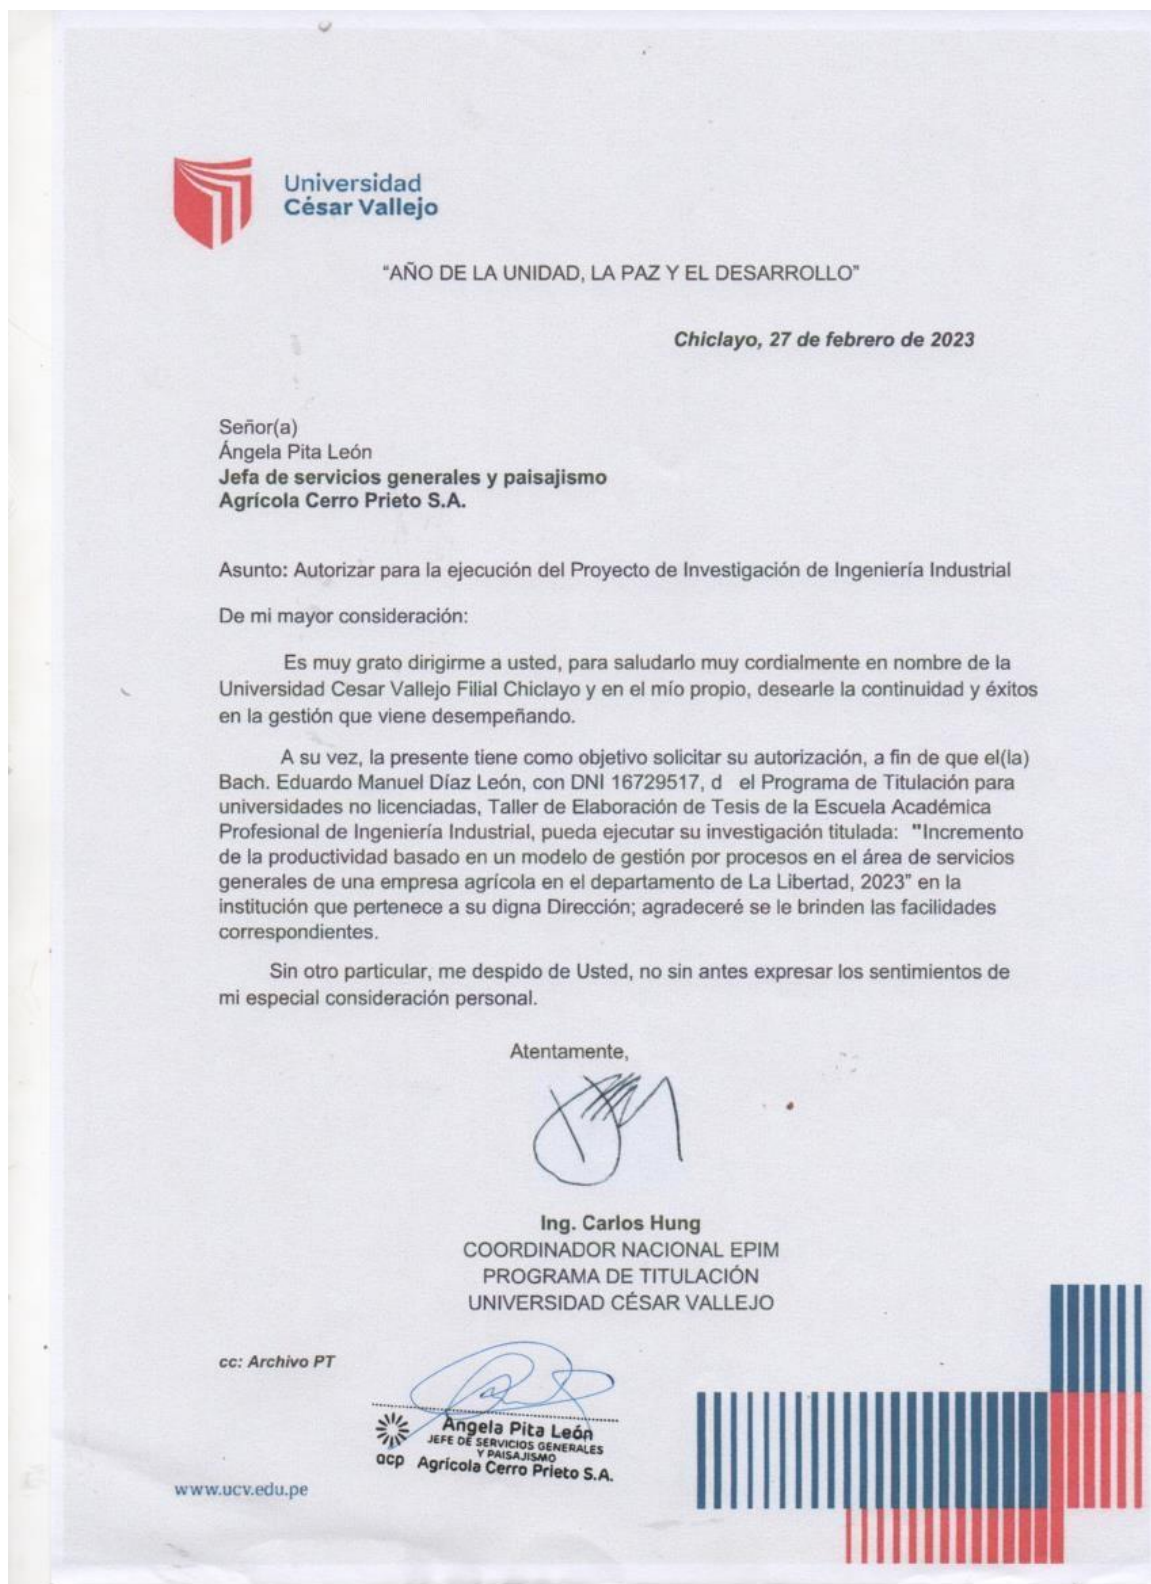 Universidad
César Vallejo
“AÑO DE LA UNIDAD, LA PAZ Y EL DESARROLLO”
Chiclayo, 27 de febrero de 2023
Señor(a)
Ángela Pita León
Jefa de servicios generales y paisajismo
Agrícola Cerro Prieto S.A.
Asunto: Autorizar para la ejecución del Proyecto de Investigación de Ingeniería Industrial
De mi mayor consideración:
Es muy grato dirigirme a usted, para saludarlo muy cordialmente en nombre de la
Universidad Cesar Vallejo Filial Chiclayo y en el mío propio, desearle la continuidad y éxitos
en la gestión que viene desempeñando.
A su vez, la presente tiene como objetivo solicitar su autorización, a fin de que el(la)
Bach. Eduardo Manuel Díaz León, con DNI 16729517, d el Programa de Titulación para
universidades no licenciadas, Taller de Elaboración de Tesis de la Escuela Académica
Profesional de Ingeniería Industrial, pueda ejecutar su investigación titulada: "Incremento
de la productividad basado en un modelo de gestión por procesos en el área de servicios
generales de una empresa agrícola en el departamento de La Libertad, 2023” en la
institución que pertenece a su digna Dirección; agradeceré se le brinden las facilidades
correspondientes.
Sin otro particular, me despido de Usted, no sin antes expresar los sentimientos de
mi especial consideración personal.
Atentamente,
Ing. Carlos Hung
COORDINADOR NACIONAL EPIM
PROGRAMA DE TITULACIÓN
UNIVERSIDAD CÉSAR VALLEJO
cc: Archivo PT
Ángela Pita León
JEFE DE SERVICIOS GENERALES
Y PAISAJISMO
acp Agrícola Cerro Prieto S.A.
www.ucv.edu.pe